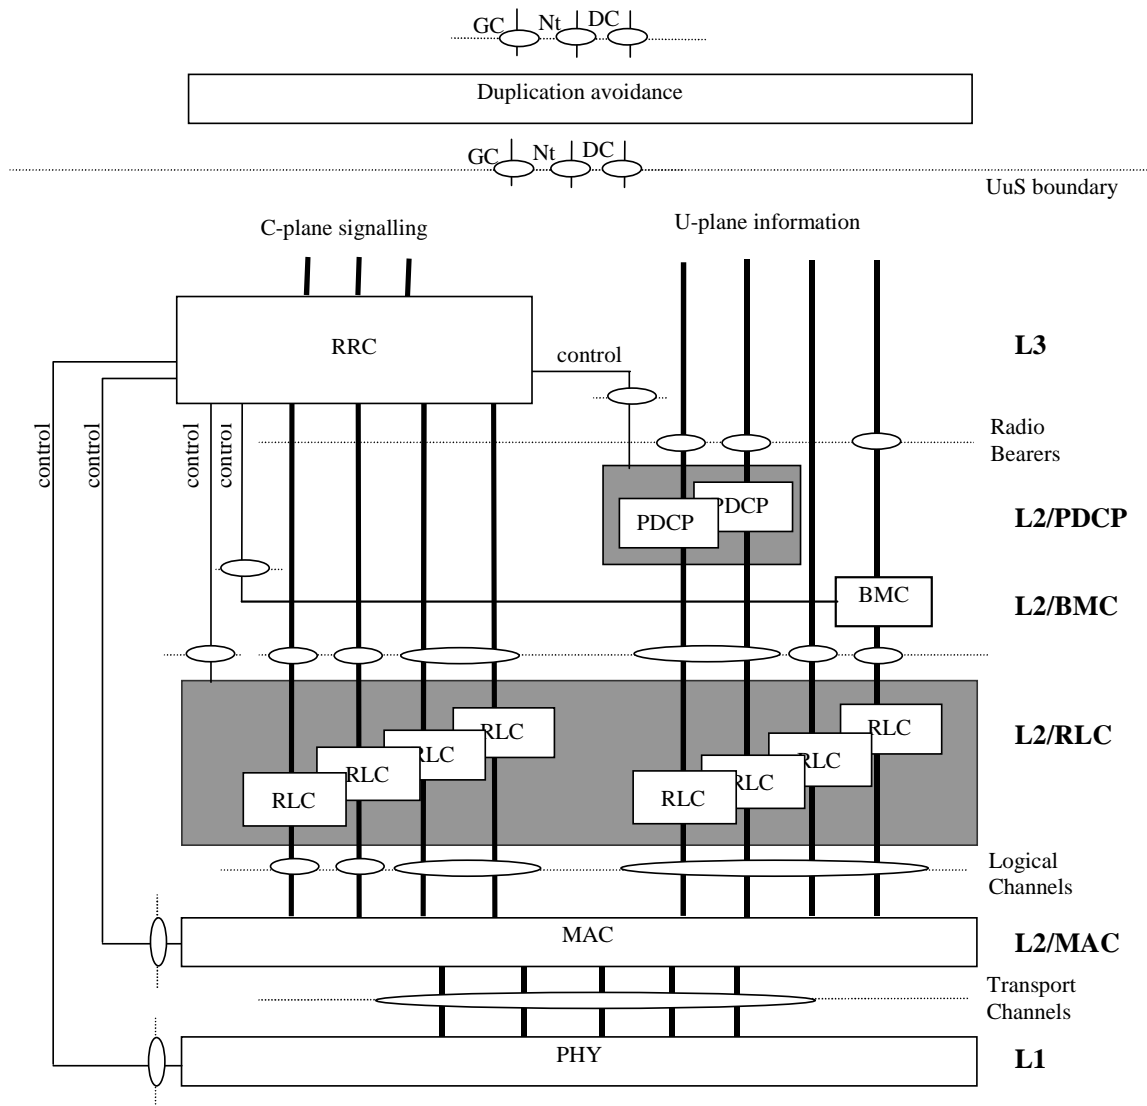 GC Nt DC
Duplication avoidance
GC Nt DC
UuS boundary
C-plane signalling
U-plane information
RRC
control
L3
control
control
control
control
Radio
Bearers
PDCP
PDCP
L2/PDCP
BMC
L2/BMC
RLC
RLC
RLC
RLC
RLC
RLC
RLC
RLC
L2/RLC
Logical
Channels
MAC
L2/MAC
Transport
Channels
PHY
L1